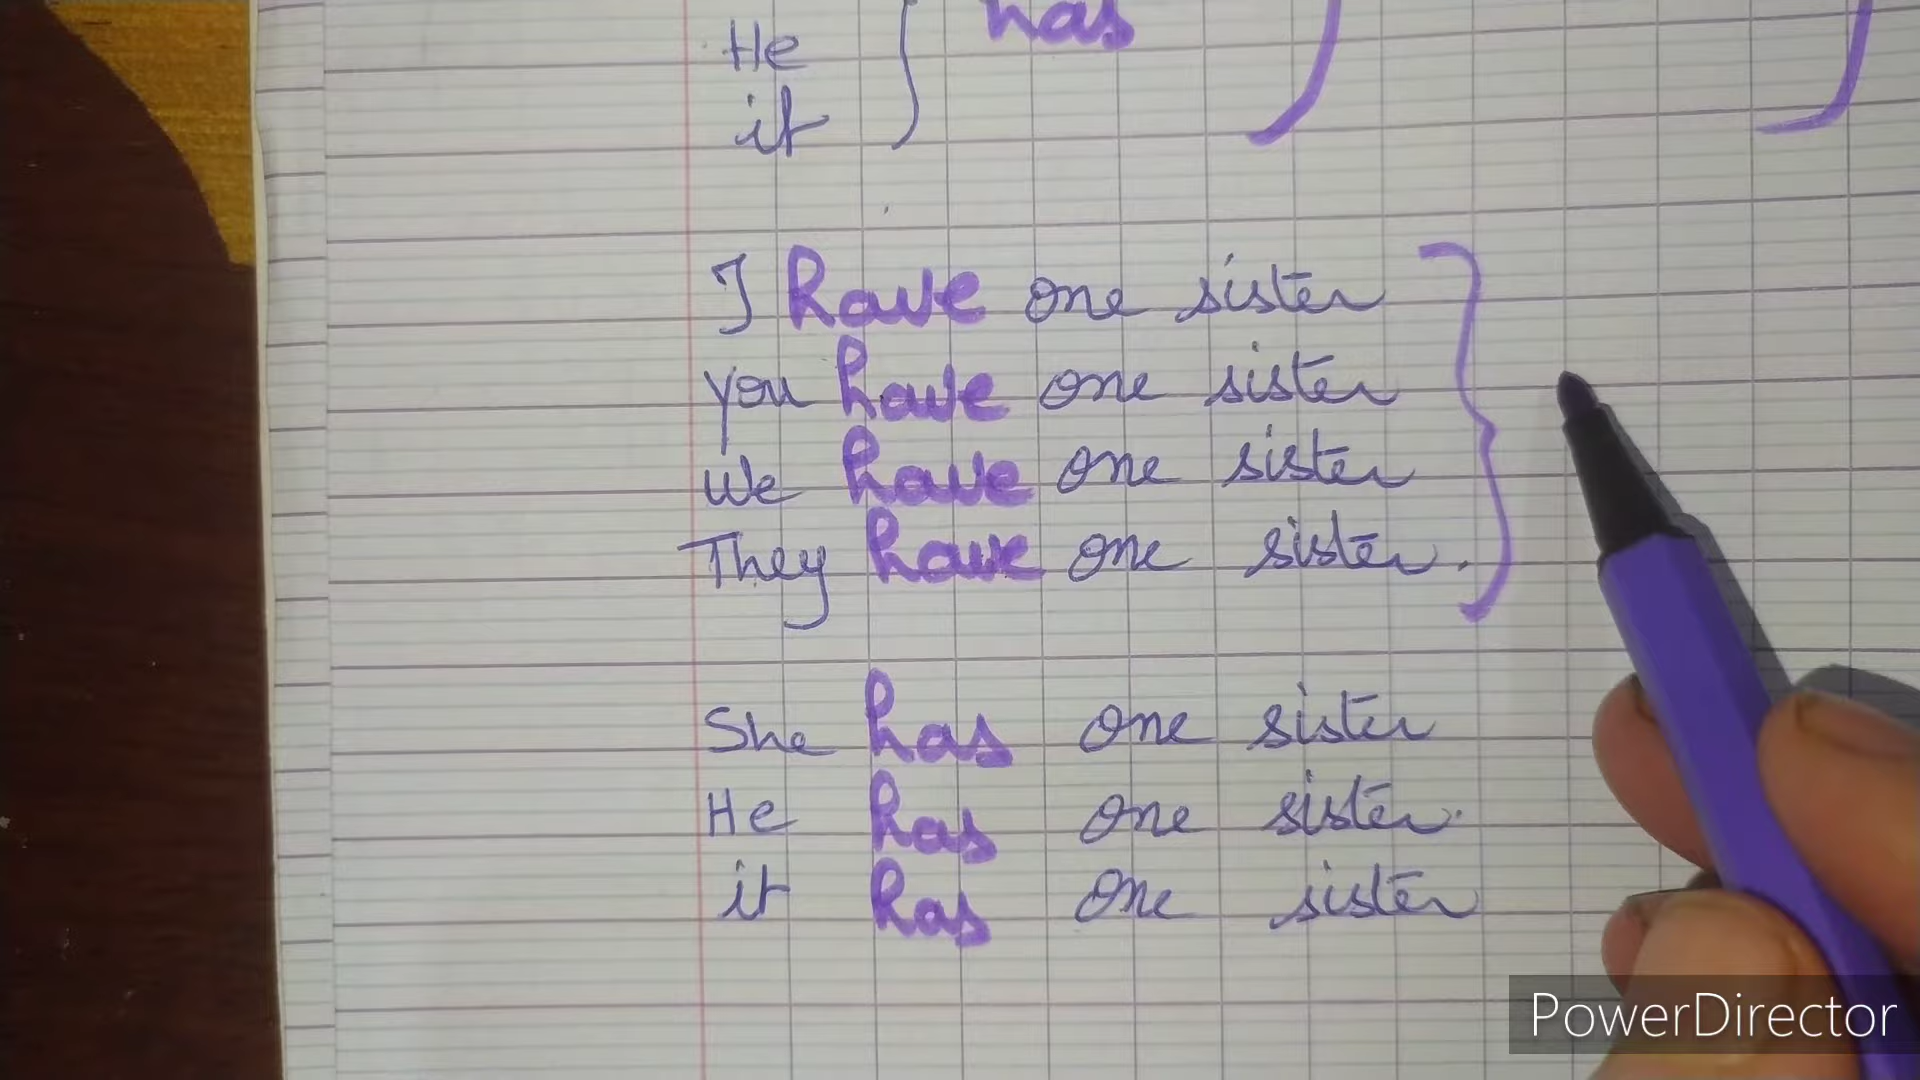 He has
it
I have one sister
you have one sister
We have one sister
They have one sister.
She has one sister
He has one sister.
it has one sister
PowerDirector